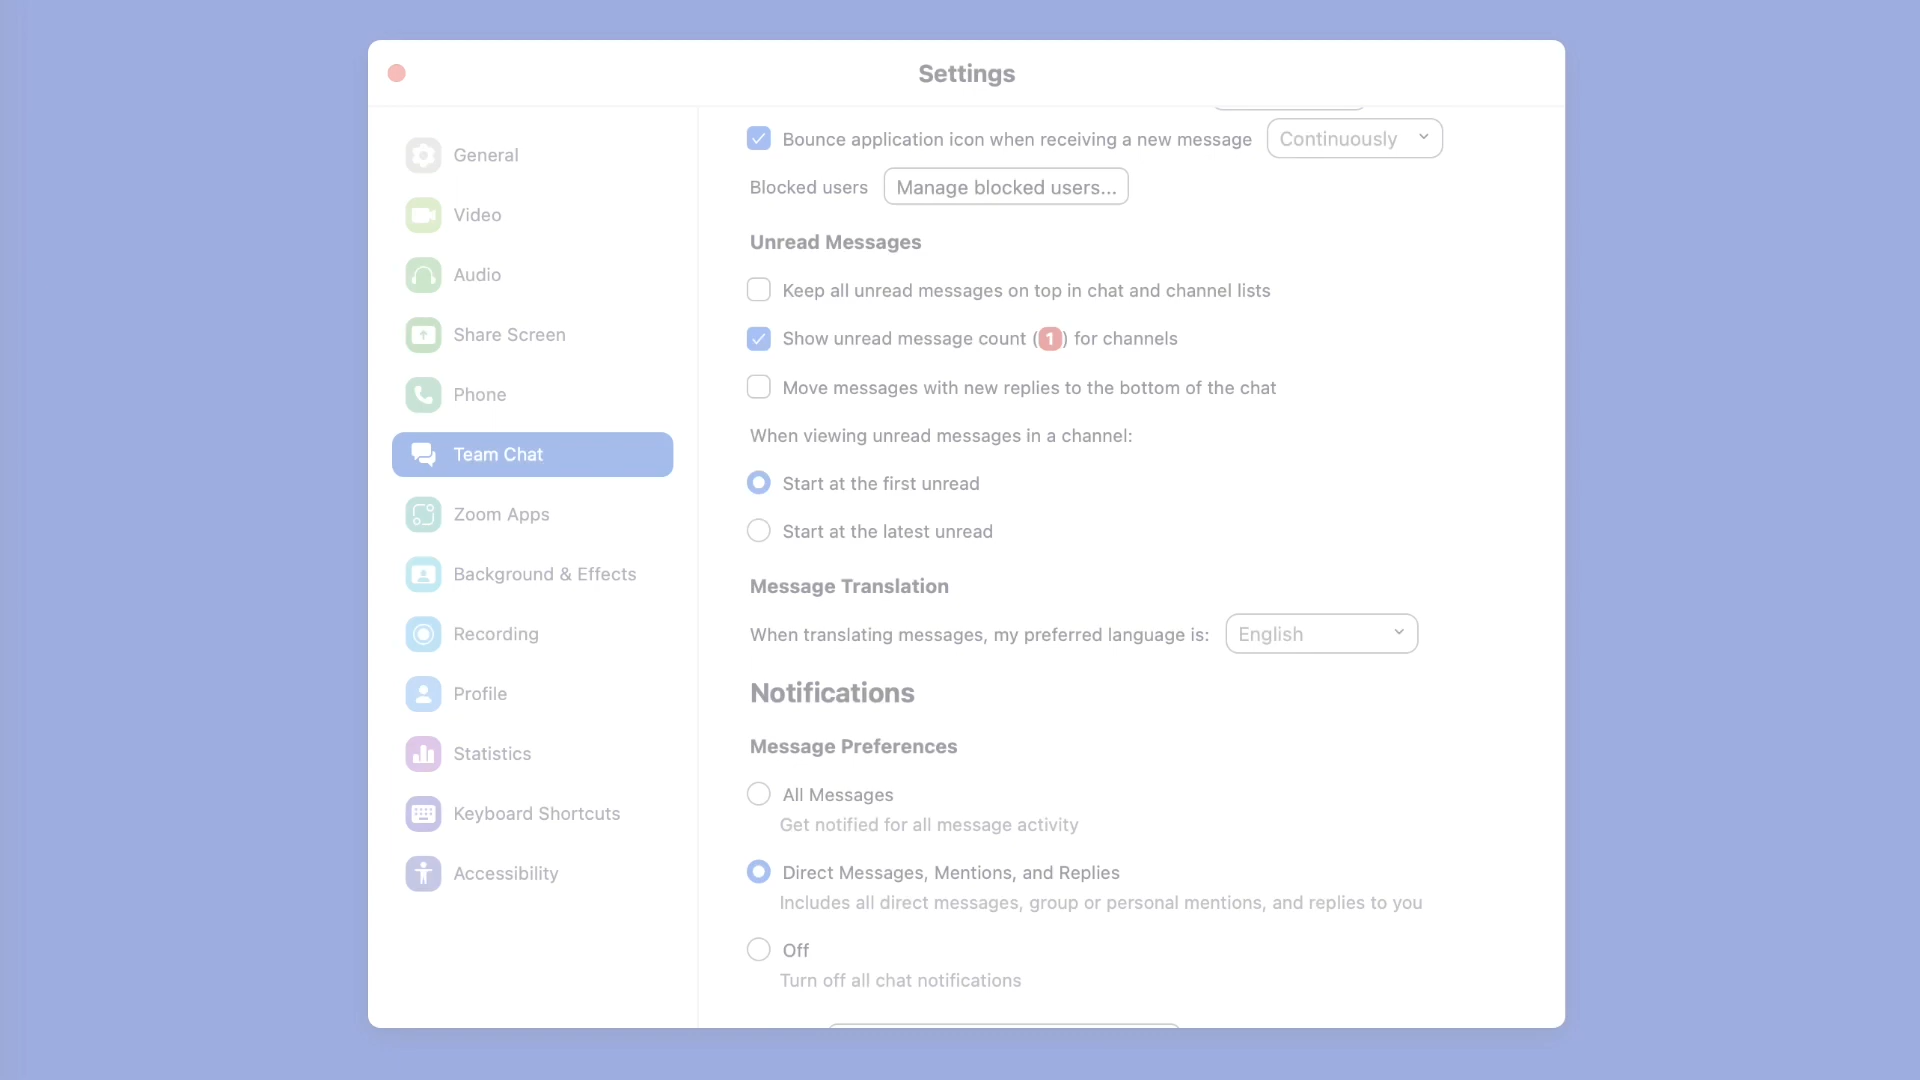 Settings
General
Video
Audio
Share Screen
Phone
Team Chat
Zoom Apps
Background & Effects
Recording
Profile
Statistics
Keyboard Shortcuts
Accessibility
Bounce application icon when receiving a new message Continuously
Blocked users Manage blocked users...
Unread Messages
Keep all unread messages on top in chat and channel lists
Show unread message count (1) for channels
Move messages with new replies to the bottom of the chat
When viewing unread messages in a channel:
Start at the first unread
Start at the latest unread
Message Translation
When translating messages, my preferred language is: English
Notifications
Message Preferences
All Messages
Get notified for all message activity
Direct Messages, Mentions, and Replies
Includes all direct messages, group or personal mentions, and replies to you
Off
Turn off all chat notifications